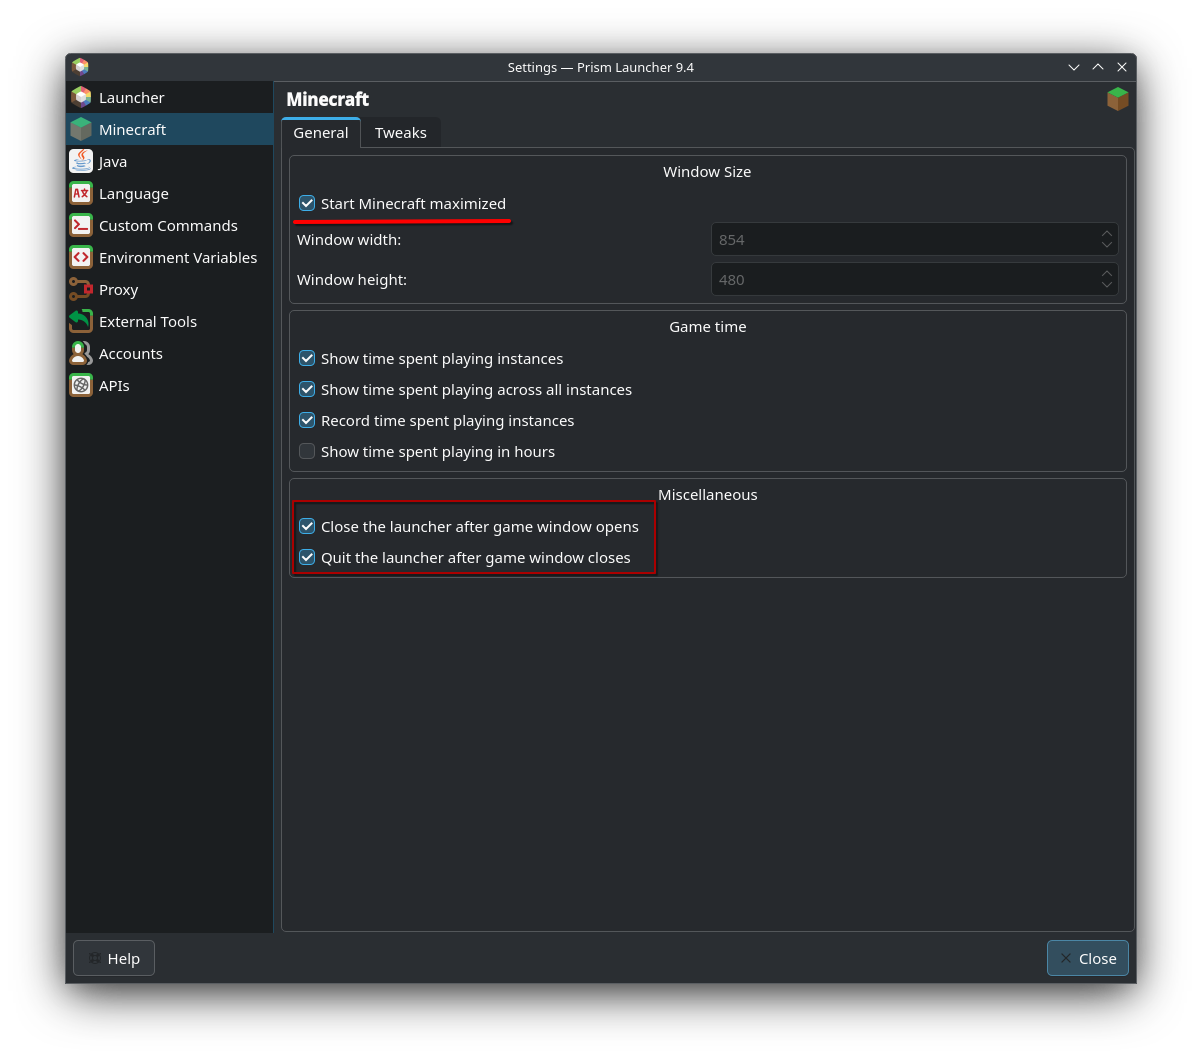 Settings — Prism Launcher 9.4
Launcher
Minecraft
Java
Language
Custom Commands
Environment Variables
Proxy
External Tools
Accounts
APIs
Minecraft
General Tweaks
Window Size
Start Minecraft maximized
Window width: 854
Window height: 480
Game time
Show time spent playing instances
Show time spent playing across all instances
Record time spent playing instances
Show time spent playing in hours
Miscellaneous
Close the launcher after game window opens
Quit the launcher after game window closes
Help Close